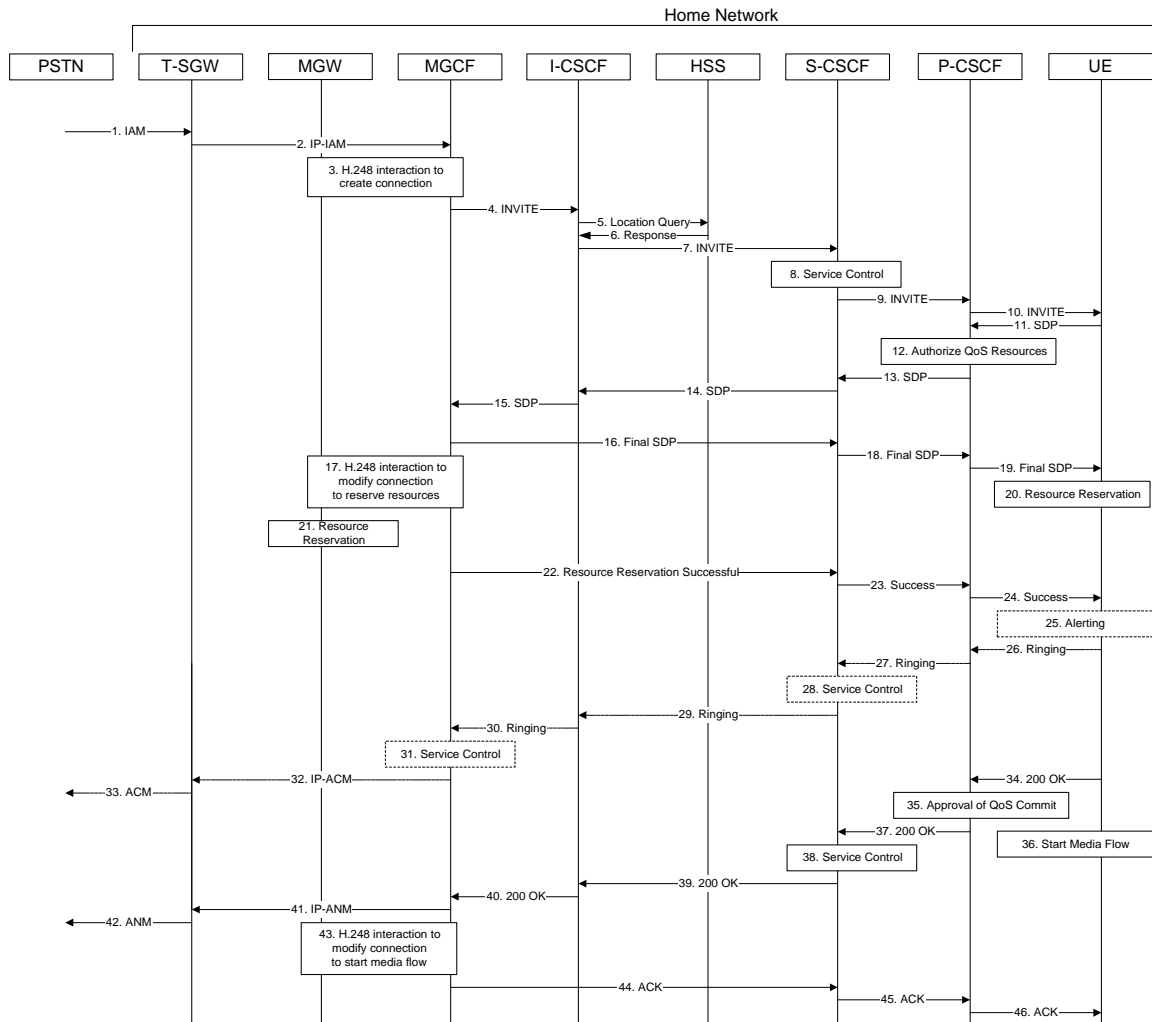 Home Network
PSTN
T-SGW
MGW
MGCF
I-CSCF
HSS
S-CSCF
P-CSCF
UE
1. IAM
2. IP-IAM
3. H.248 interaction to
create connection
4. INVITE
5. Location Query
6. Response
7. INVITE
8. Service Control
9. INVITE
10. INVITE
11. SDP
12. Authorize QoS Resources
13. SDP
14. SDP
15. SDP
16. Final SDP
17. H.248 interaction to
modify connection
to reserve resources
18. Final SDP
19. Final SDP
20. Resource Reservation
21. Resource
Reservation
22. Resource Reservation Successful
23. Success
24. Success
25. Alerting
26. Ringing
27. Ringing
28. Service Control
29. Ringing
30. Ringing
31. Service Control
32. IP-ACM
33. ACM
34. 200 OK
35. Approval of QoS Commit
37. 200 OK
36. Start Media Flow
38. Service Control
39. 200 OK
40. 200 OK
41. IP-ANM
42. ANM
43. H.248 interaction to
modify connection
to start media flow
44. ACK
45. ACK
46. ACK